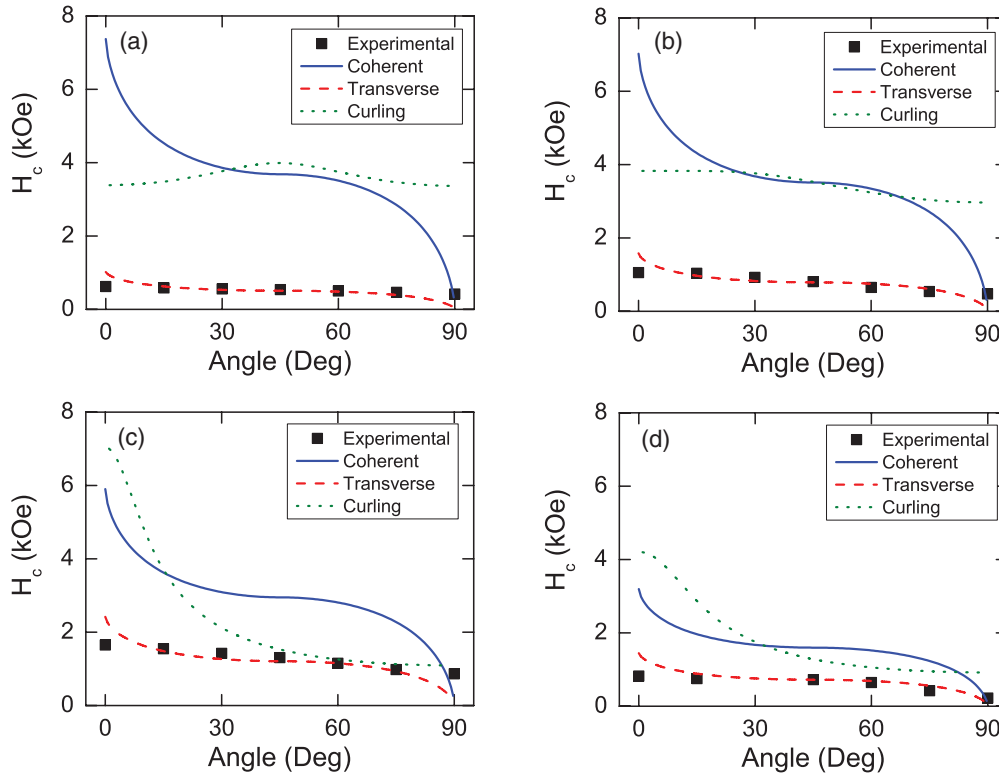 (a)
Experimental
Coherent
Transverse
Curling
H_c (kOe)
8
6
4
2
0
0 30 60 90
Angle (Deg)
(b)
Experimental
Coherent
Transverse
Curling
H_c (kOe)
8
6
4
2
0
0 30 60 90
Angle (Deg)
(c)
Experimental
Coherent
Transverse
Curling
H_c (kOe)
8
6
4
2
0
0 30 60 90
Angle (Deg)
(d)
Experimental
Coherent
Transverse
Curling
H_c (kOe)
8
6
4
2
0
0 30 60 90
Angle (Deg)